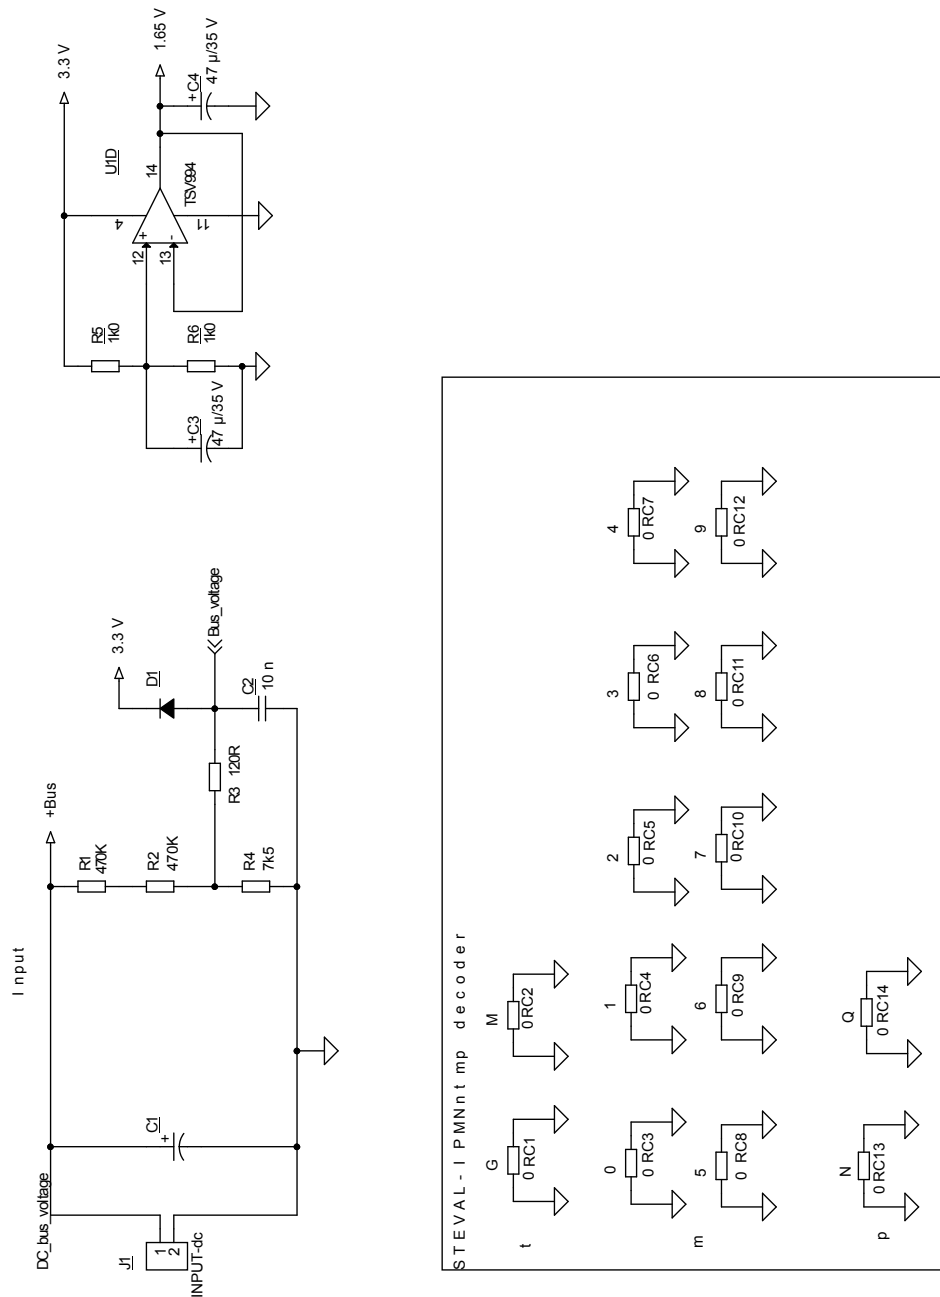 Input
J1
INPUT-dc
1
2
DC_bus_voltage
C1
+
+Bus
R1
470K
R2
470K
R4
7k5
R3 120R
D1
3.3 V
C2
10 n
Bus_voltage
+C3
47 µ/35 V
R5
1k0
R6
1k0
3.3 V
12
13
+
-
4
11
U1D
14
TSV994
1.65 V
+C4
47 µ/35 V
STEVAL-IPMNntmp decoder
t
G
0 RC1
M
0 RC2
m
0
0 RC3
1
0 RC4
2
0 RC5
3
0 RC6
4
0 RC7
5
0 RC8
6
0 RC9
7
0 RC10
8
0 RC11
9
0 RC12
p
N
0 RC13
Q
0 RC14